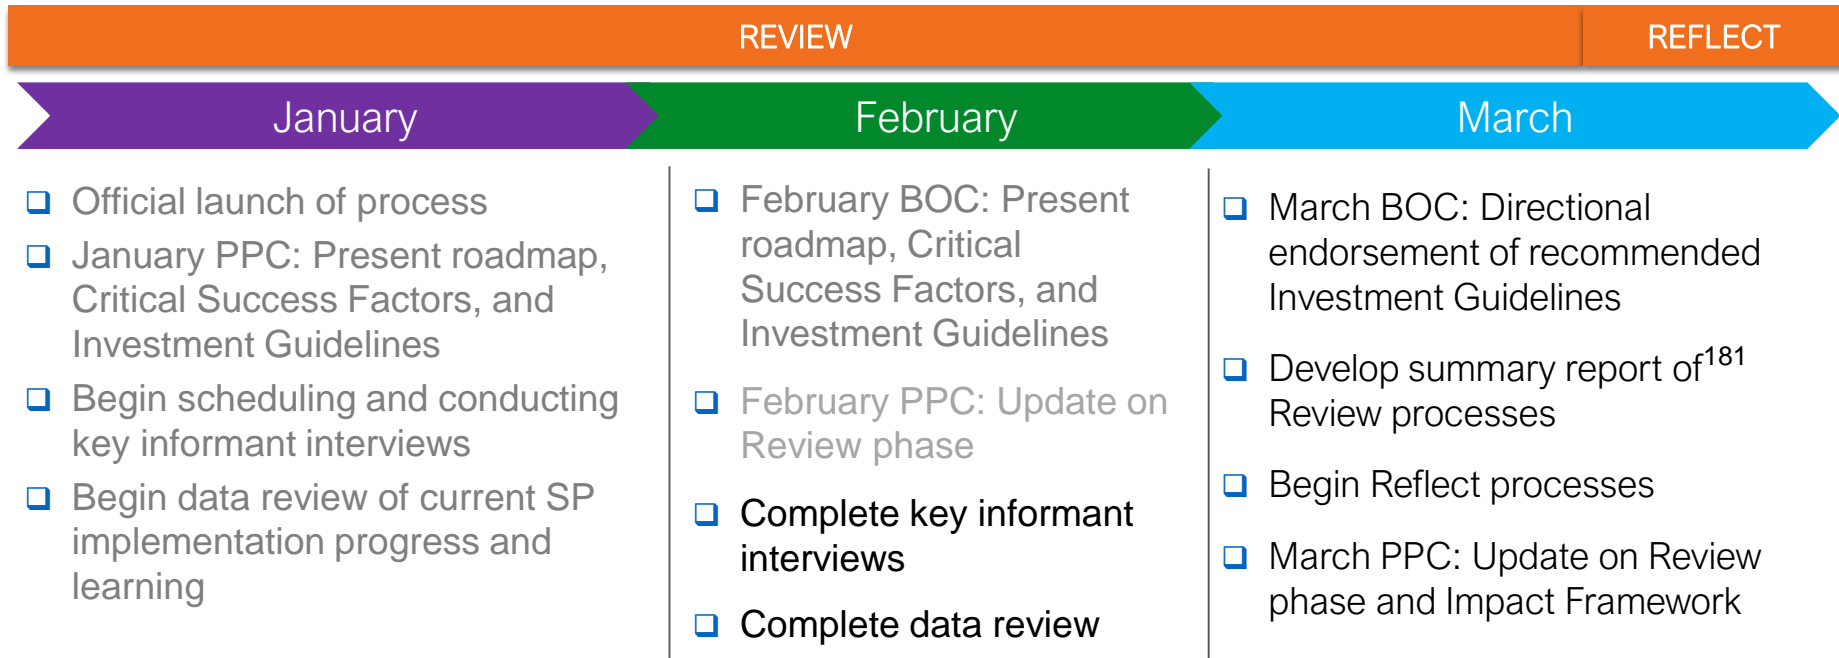 REVIEW
REFLECT
January
February
March
Official launch of process
January PPC: Present roadmap,
Critical Success Factors, and
Investment Guidelines
Begin scheduling and conducting
key informant interviews
Begin data review of current SP
implementation progress and
learning
February BOC: Present
roadmap, Critical
Success Factors, and
Investment Guidelines
February PPC: Update on
Review phase
Complete key informant
interviews
Complete data review
March BOC: Directional
endorsement of recommended
Investment Guidelines
Develop summary report of181
Review processes
Begin Reflect processes
March PPC: Update on Review
phase and Impact Framework